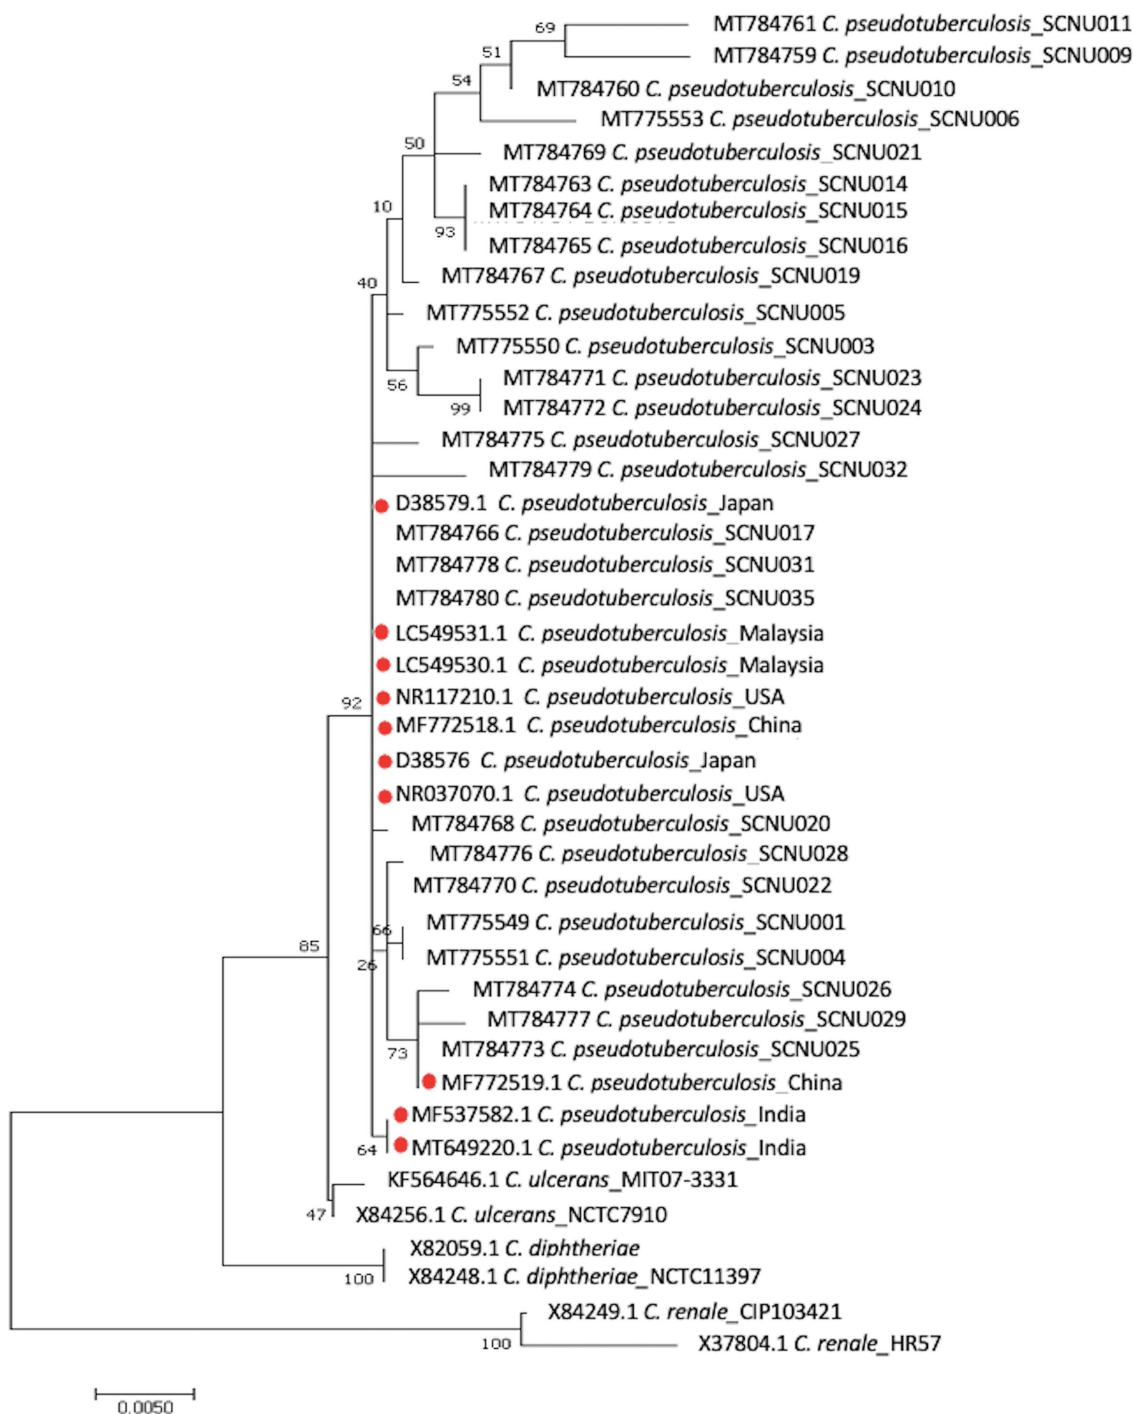 69
MT784761 C. pseudotuberculosis_SCNU011
51
MT784759 C. pseudotuberculosis_SCNU009
54
MT784760 C. pseudotuberculosis_SCNU010
MT775553 C. pseudotuberculosis_SCNU006
50
MT784769 C. pseudotuberculosis_SCNU021
MT784763 C. pseudotuberculosis_SCNU014
10
MT784764 C. pseudotuberculosis_SCNU015
93
MT784765 C. pseudotuberculosis_SCNU016
40
MT784767 C. pseudotuberculosis_SCNU019
MT775552 C. pseudotuberculosis_SCNU005
MT775550 C. pseudotuberculosis_SCNU003
56
MT784771 C. pseudotuberculosis_SCNU023
99
MT784772 C. pseudotuberculosis_SCNU024
MT784775 C. pseudotuberculosis_SCNU027
MT784779 C. pseudotuberculosis_SCNU032
D38579.1 C. pseudotuberculosis_Japan
MT784766 C. pseudotuberculosis_SCNU017
MT784778 C. pseudotuberculosis_SCNU031
MT784780 C. pseudotuberculosis_SCNU035
LC549531.1 C. pseudotuberculosis_Malaysia
LC549530.1 C. pseudotuberculosis_Malaysia
92
NR117210.1 C. pseudotuberculosis_USA
MF772518.1 C. pseudotuberculosis_China
D38576 C. pseudotuberculosis_Japan
NR037070.1 C. pseudotuberculosis_USA
MT784768 C. pseudotuberculosis_SCNU020
MT784776 C. pseudotuberculosis_SCNU028
MT784770 C. pseudotuberculosis_SCNU022
66
MT775549 C. pseudotuberculosis_SCNU001
85
26
MT775551 C. pseudotuberculosis_SCNU004
MT784774 C. pseudotuberculosis_SCNU026
MT784777 C. pseudotuberculosis_SCNU029
73
MT784773 C. pseudotuberculosis_SCNU025
MF772519.1 C. pseudotuberculosis_China
MF537582.1 C. pseudotuberculosis_India
64
MT649220.1 C. pseudotuberculosis_India
KF564646.1 C. ulcerans_MIT07-3331
47
X84256.1 C. ulcerans_NCTC7910
X82059.1 C. diphtheriae
100
X84248.1 C. diphtheriae_NCTC11397
X84249.1 C. renale_CIP103421
100
X37804.1 C. renale_HR57
0.0050